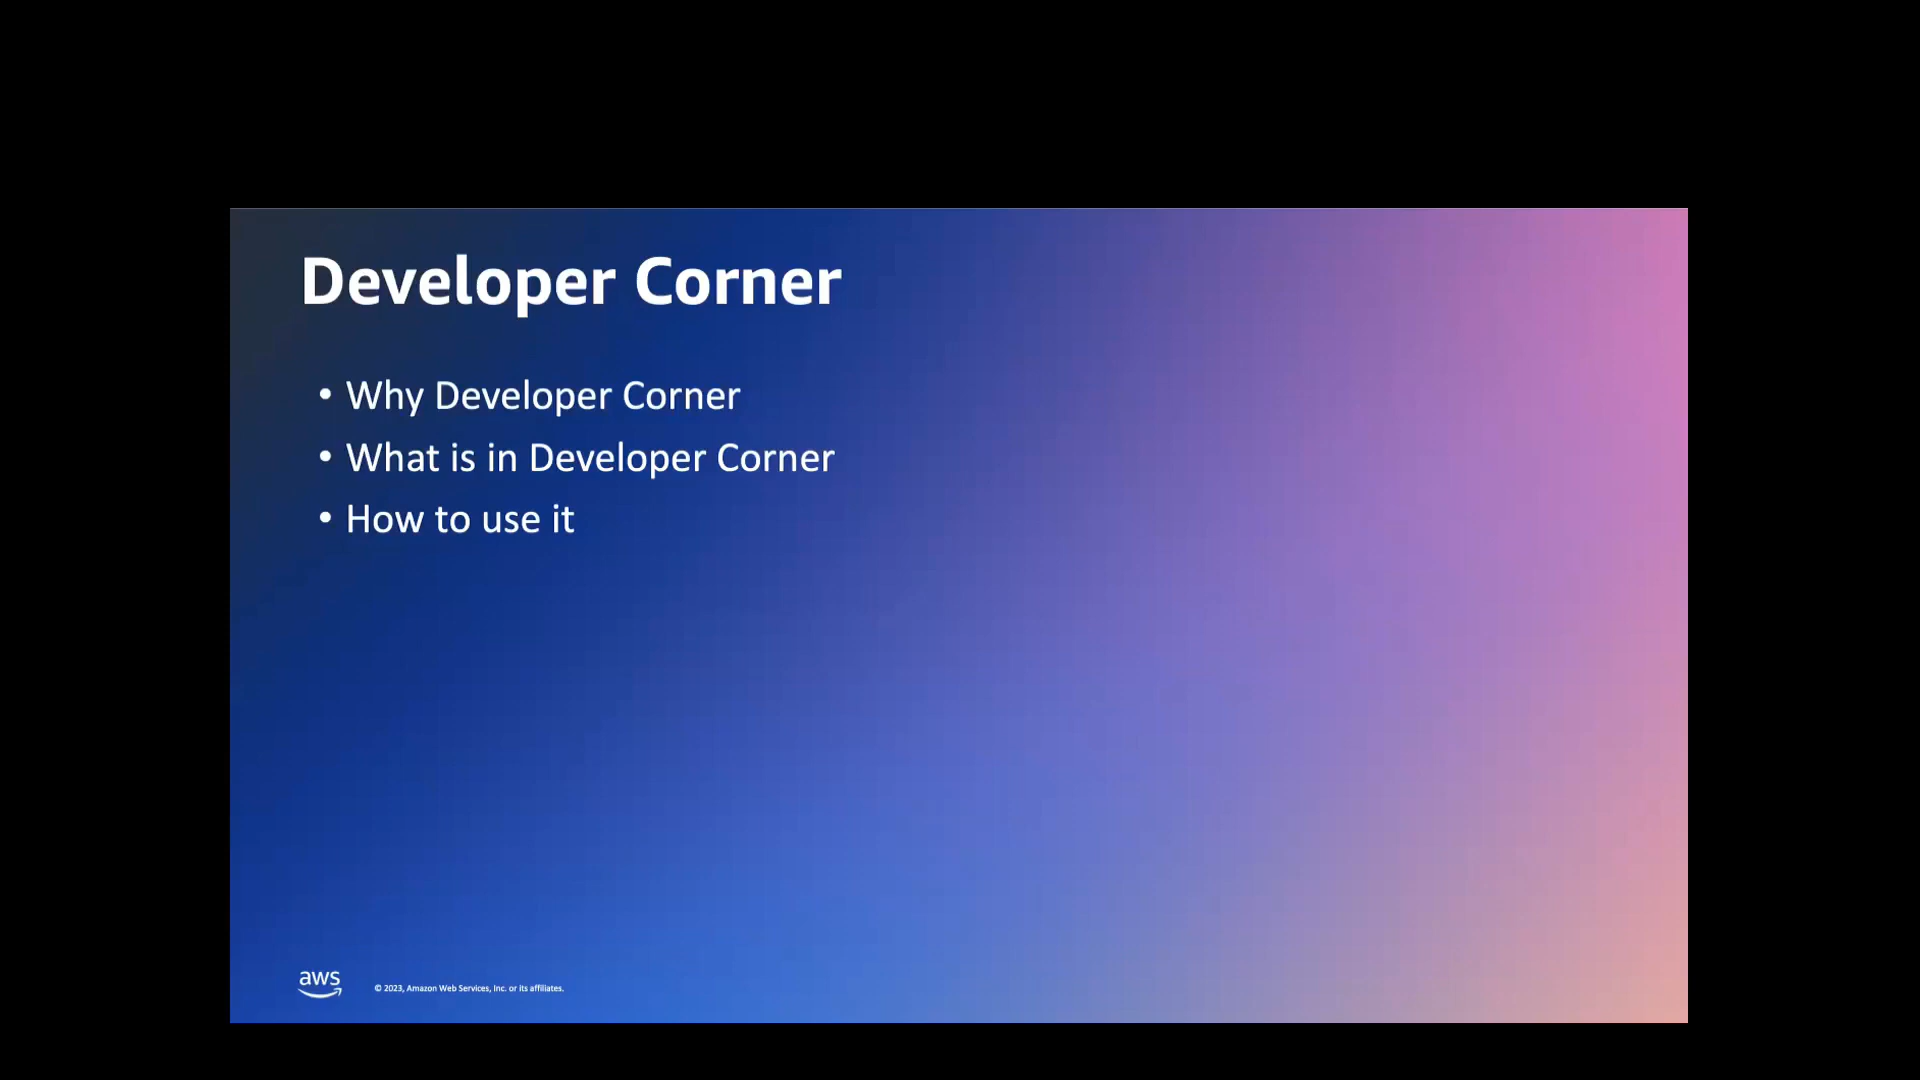 Developer Corner
• Why Developer Corner
• What is in Developer Corner
• How to use it
aws
© 2023, Amazon Web Services, Inc. or its affiliates.